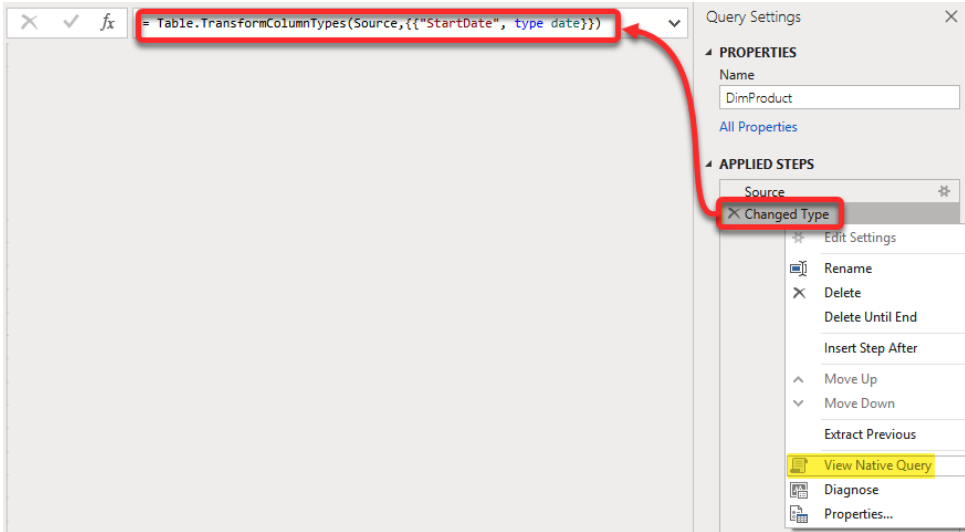 fx
= Table.TransformColumnTypes(Source,{{"StartDate", type date}})
Query Settings
PROPERTIES
Name
DimProduct
All Properties
APPLIED STEPS
Source
Changed Type
Edit Settings
Rename
Delete
Delete Until End
Insert Step After
Move Up
Move Down
Extract Previous
View Native Query
Diagnose
Properties...